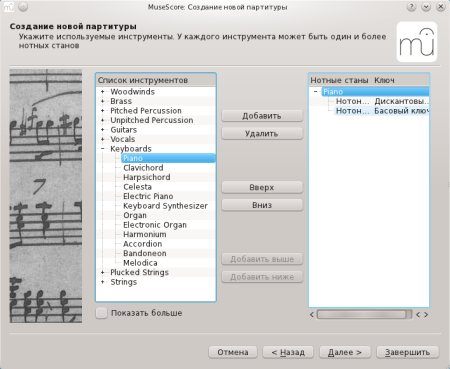 MuseScore: Создание новой партитуры
Создание новой партитуры
Укажите используемые инструменты. У каждого инструмента может быть один и более
нотных станов
Список инструментов
Woodwinds
Brass
Pitched Percussion
Unpitched Percussion
Guitars
Vocals
Keyboards
Piano
Clavichord
Harpsichord
Celesta
Electric Piano
Keyboard Synthesizer
Organ
Electronic Organ
Harmonium
Accordion
Bandoneon
Melodica
Plucked Strings
Strings
Показать больше
Добавить
Удалить
Вверх
Вниз
Добавить выше
Добавить ниже
Нотные станы Ключ
Piano
Нотон... Дискантовы...
Нотон... Басовый ключ
Отмена
< Назад
Далее >
Завершить